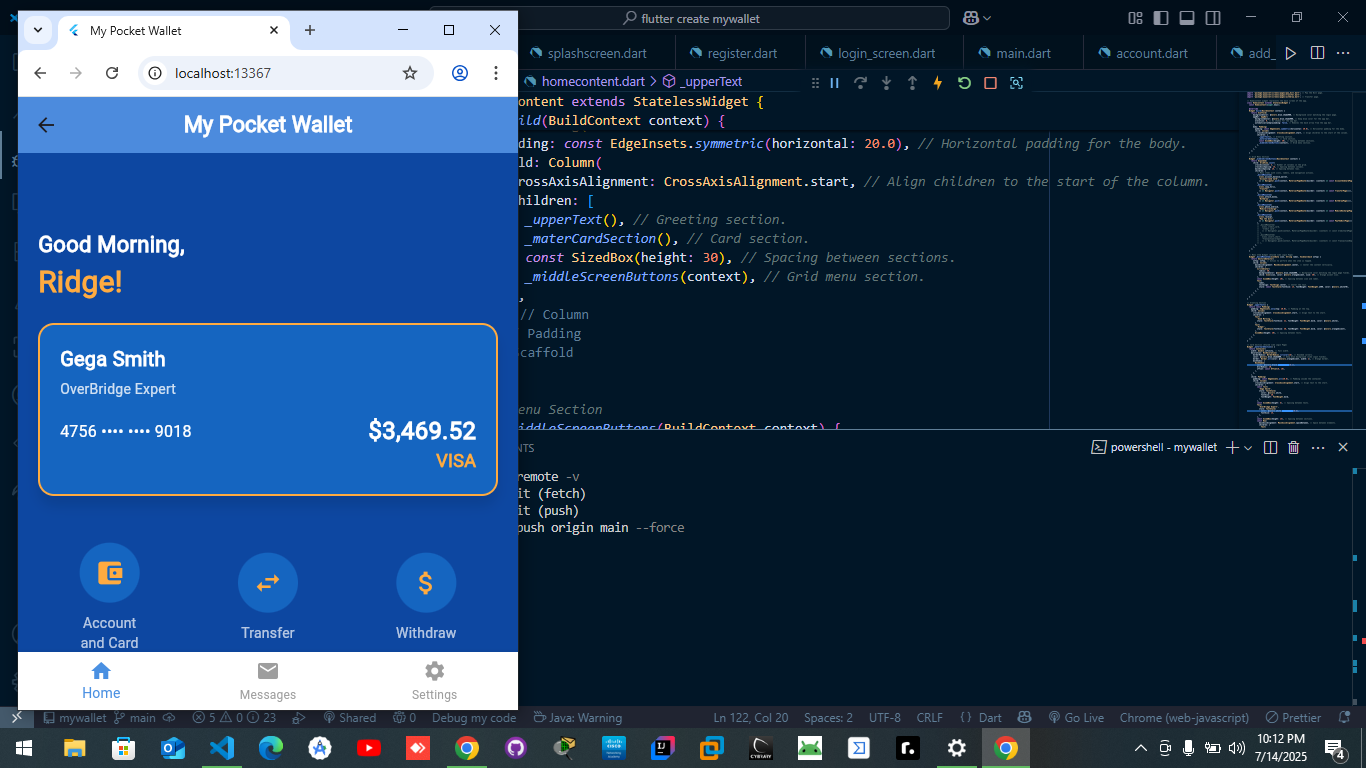 My Pocket Wallet
flutter create mywallet
localhost:13367
splashscreen.dart
register.dart
login_screen.dart
main.dart
account.dart
add_
homecontent.dart > _upperText
My Pocket Wallet
Good Morning,
Ridge!
Gega Smith
OverBridge Expert
4756 •••• •••• 9018
$3,469.52
VISA
Account
and Card
Transfer
Withdraw
Home
Messages
Settings
ontent extends StatelessWidget {
ild(BuildContext context) {
ding: const EdgeInsets.symmetric(horizontal: 20.0), // Horizontal padding for the body.
ld: Column(
rossAxisAlignment: CrossAxisAlignment.start, // Align children to the start of the column.
hildren: [
_upperText(), // Greeting section.
_materCardSection(), // Card section.
const SizedBox(height: 30), // Spacing between sections.
_middleScreenButtons(context), // Grid menu section.
,
// Column
Padding
caffold
enu Section
iddleScreenButtons(BuildContext context) {
NTS
powershell - mywallet
remote -v
it (fetch)
it (push)
push origin main --force
mywallet
main
5
0
23
Shared
0
Debug my code
Java: Warning
Ln 122, Col 20
Spaces: 2
UTF-8
CRLF
{ } Dart
Go Live
Chrome (web-javascript)
Prettier
10:12 PM
7/14/2025
4